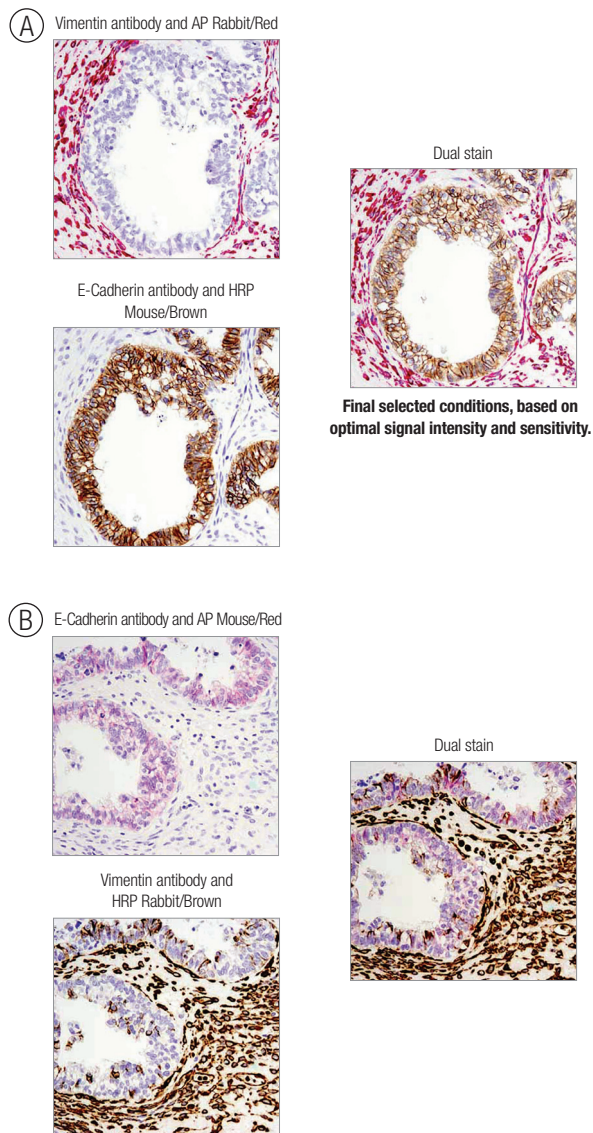 A
Vimentin antibody and AP Rabbit/Red
E-Cadherin antibody and HRP
Mouse/Brown
Dual stain
Final selected conditions, based on
optimal signal intensity and sensitivity.
B
E-Cadherin antibody and AP Mouse/Red
Vimentin antibody and
HRP Rabbit/Brown
Dual stain